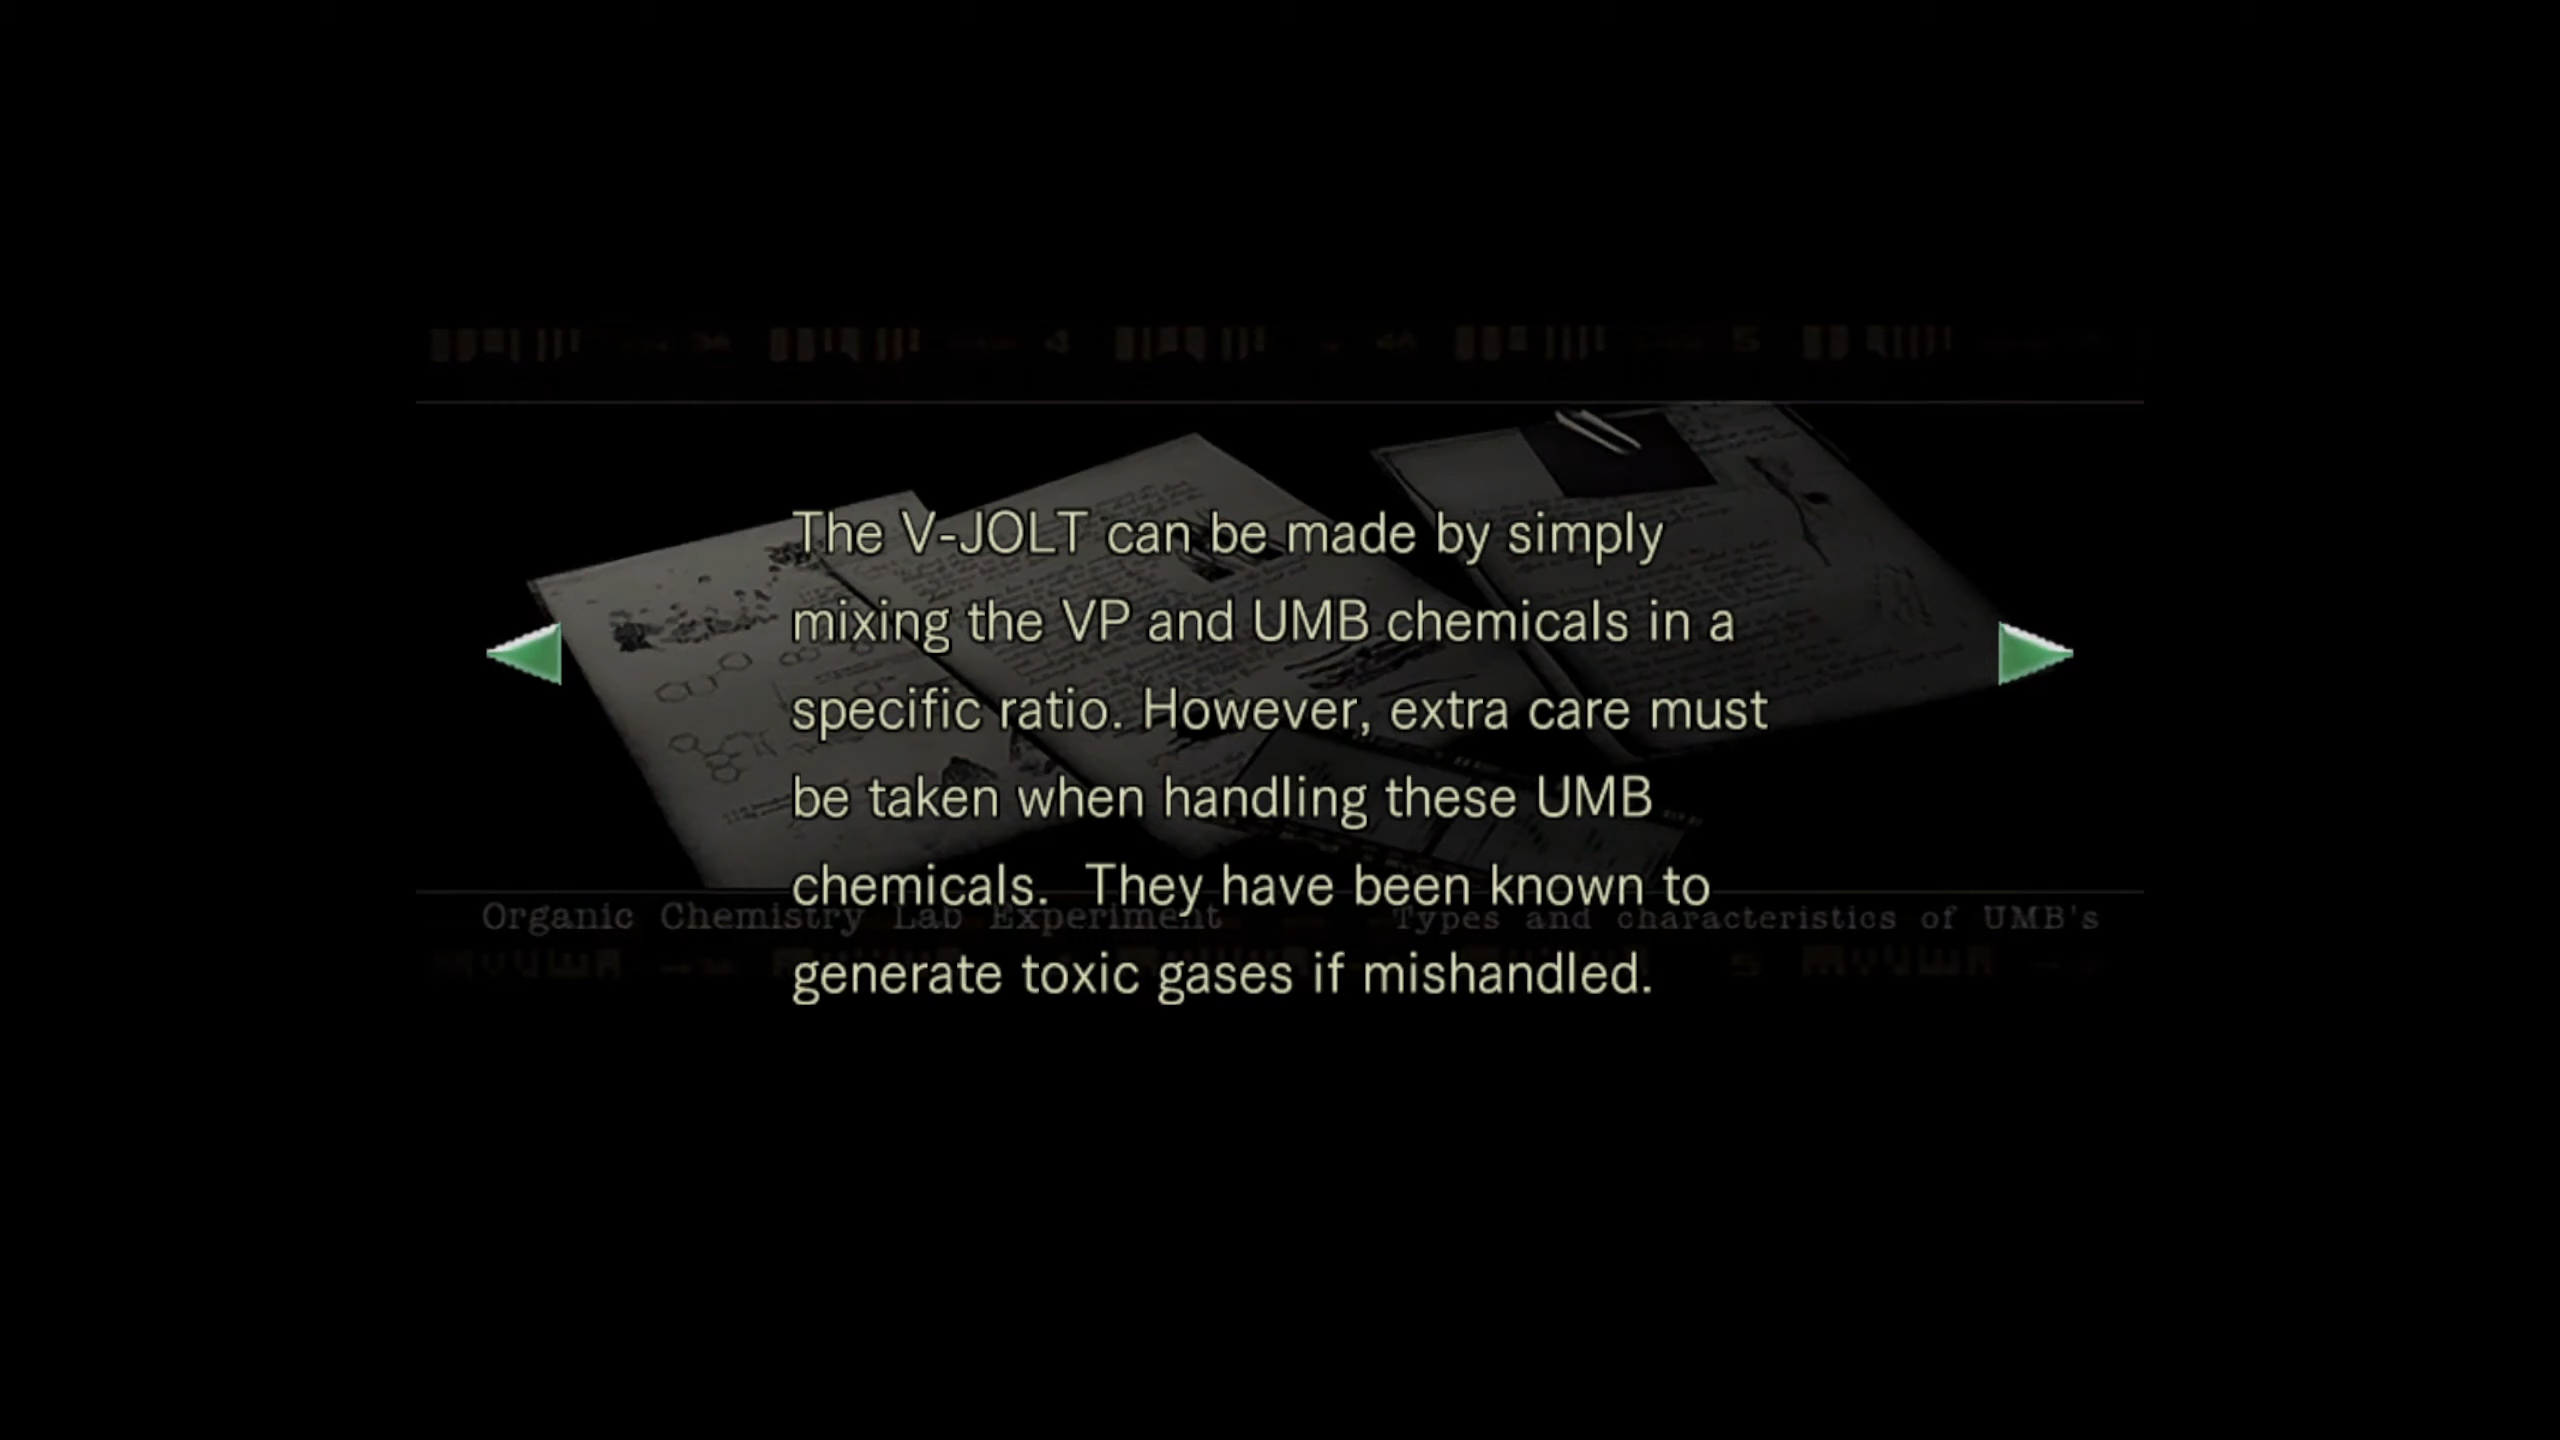 The V-JOLT can be made by simply
mixing the VP and UMB chemicals in a
specific ratio. However, extra care must
be taken when handling these UMB
chemicals.  They have been known to
generate toxic gases if mishandled.
Organic Chemistry Lab Experiment
Types and characteristics of UMB's